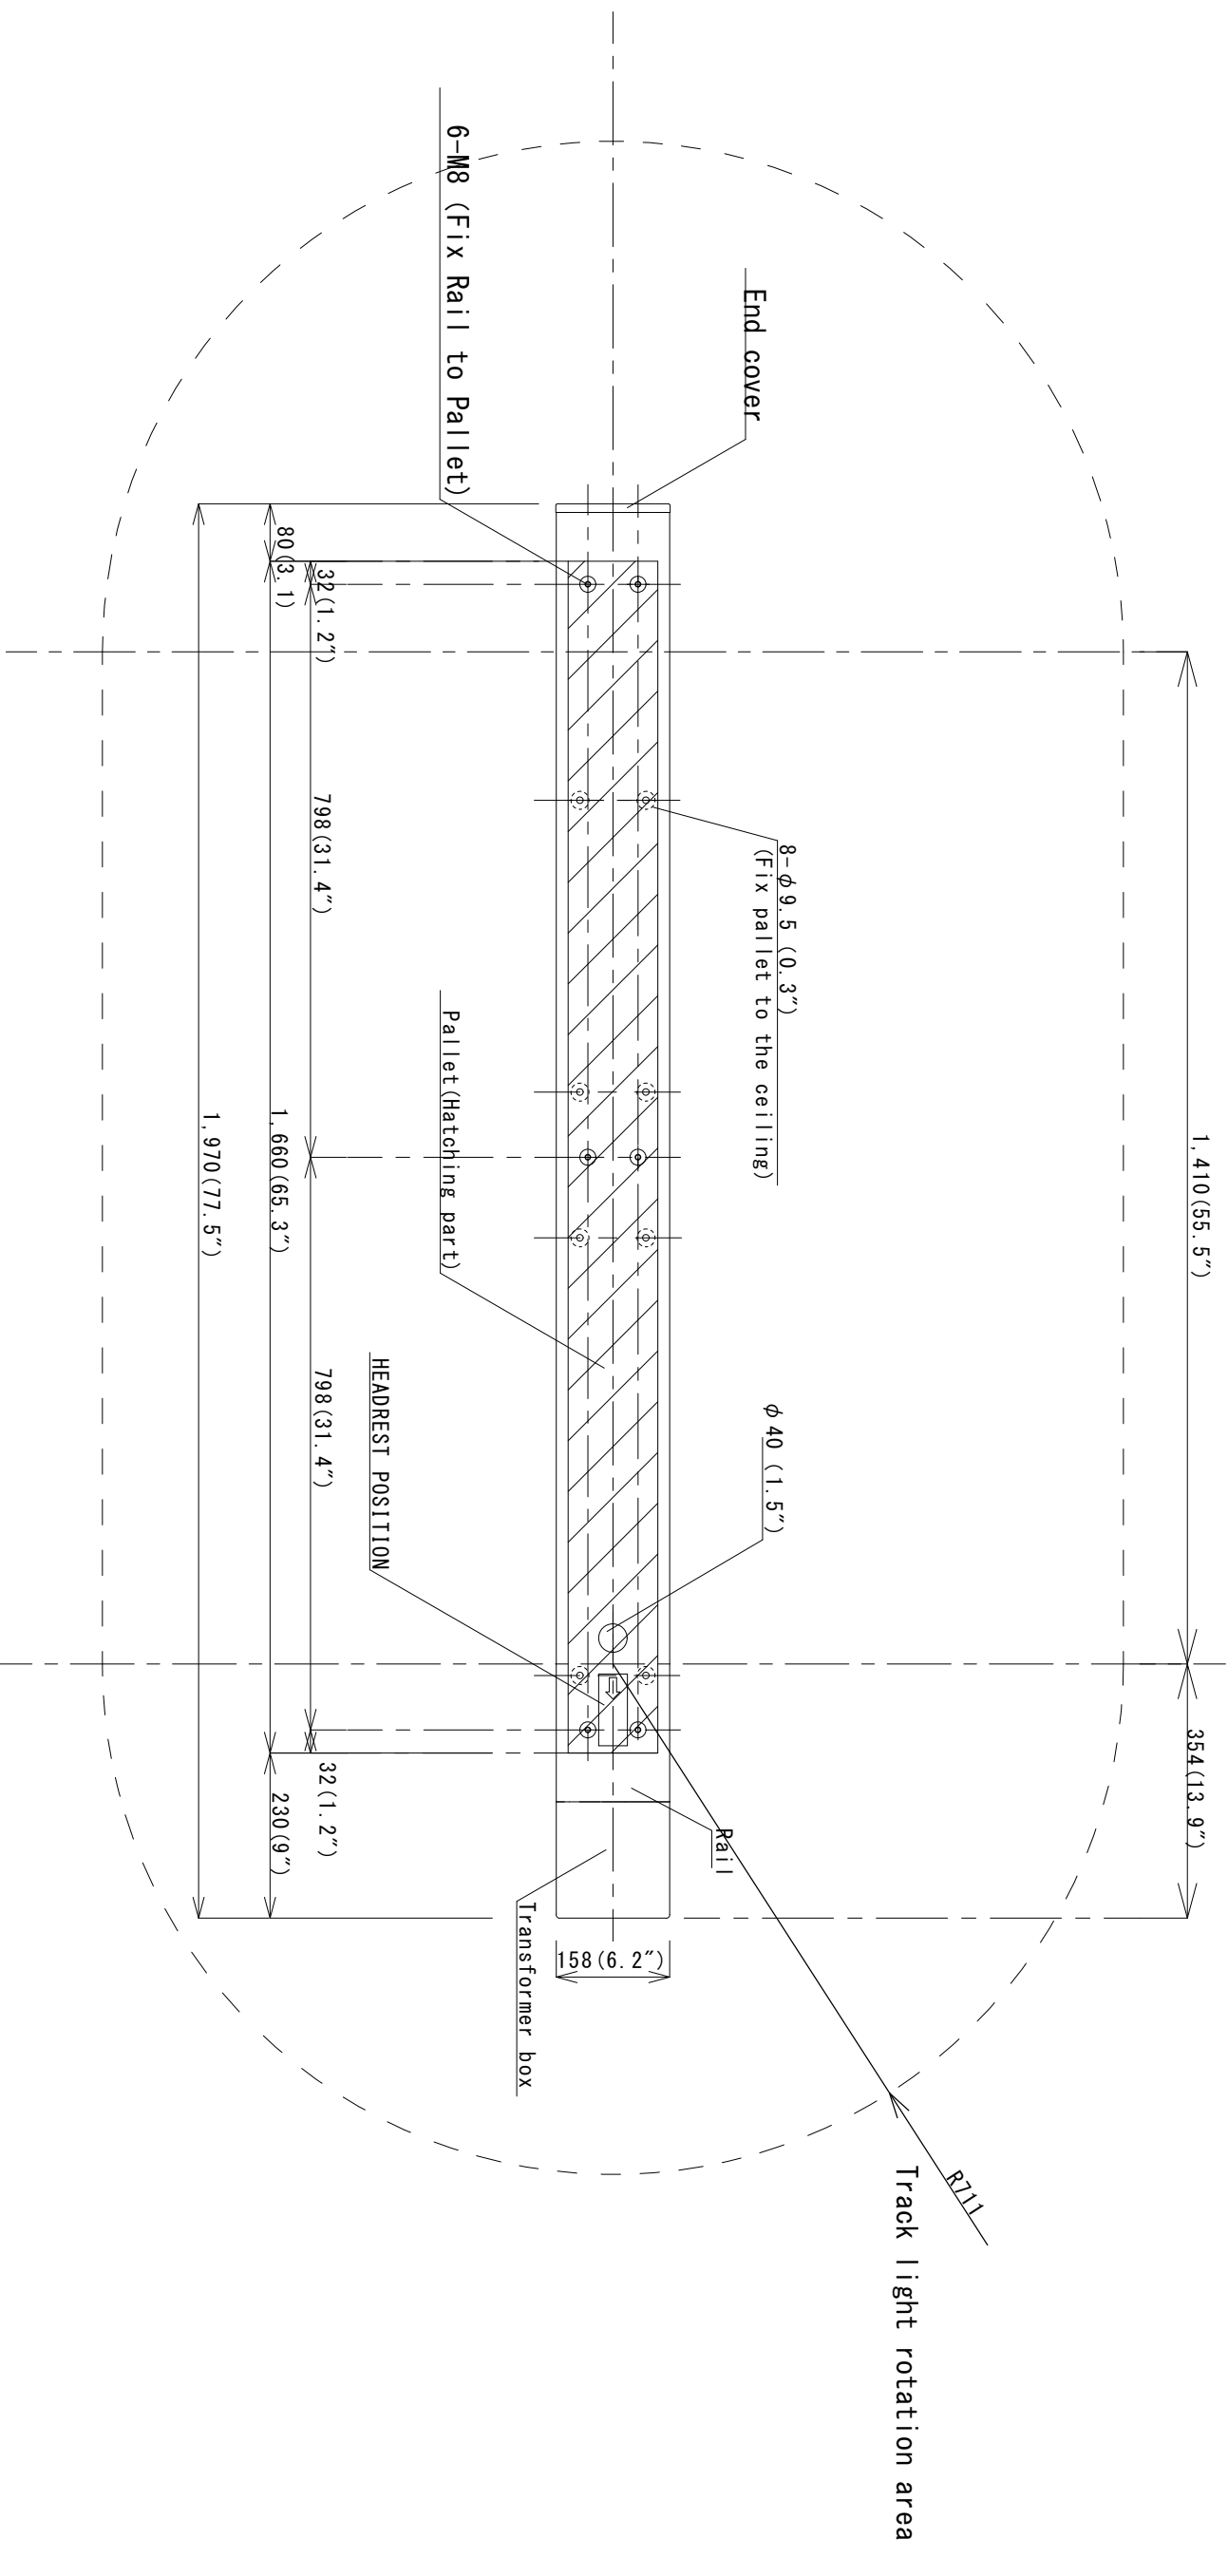 6-M8 (Fix Rail to Pallet)
End cover
80(3.1)
32(1.2″)
798(31.4″)
8-φ9.5 (0.3″)
(Fix pallet to the ceiling)
Pallet(Hatching part)
1,410(55.5″)
1,660(65.3″)
1,970(77.5″)
798(31.4″)
HEADREST POSITION
φ40 (1.5″)
354(13.9″)
32(1.2″)
230(9″)
Rail
158(6.2″)
Transformer box
R711
Track light rotation area